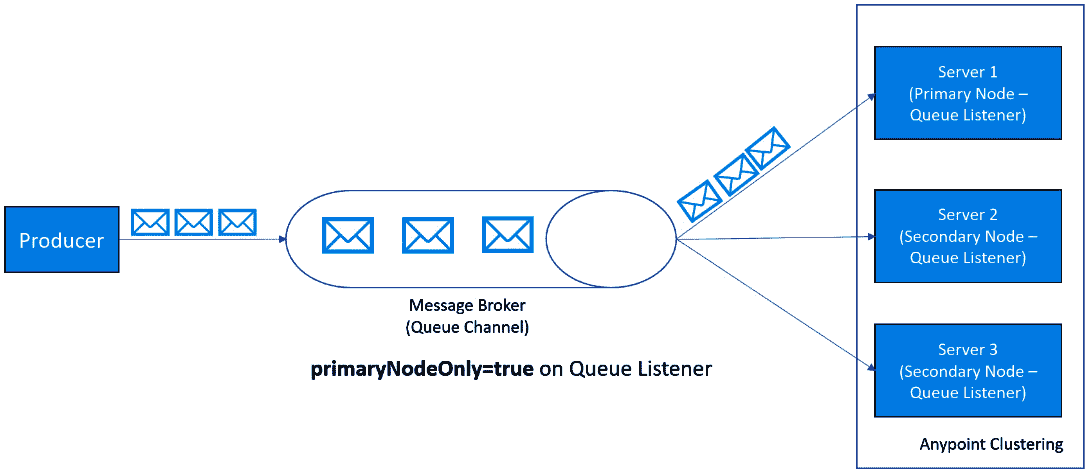 Producer
Message Broker
(Queue Channel)
primaryNodeOnly=true on Queue Listener
Server 1
(Primary Node –
Queue Listener)
Server 2
(Secondary Node –
Queue Listener)
Server 3
(Secondary Node –
Queue Listener)
Anypoint Clustering